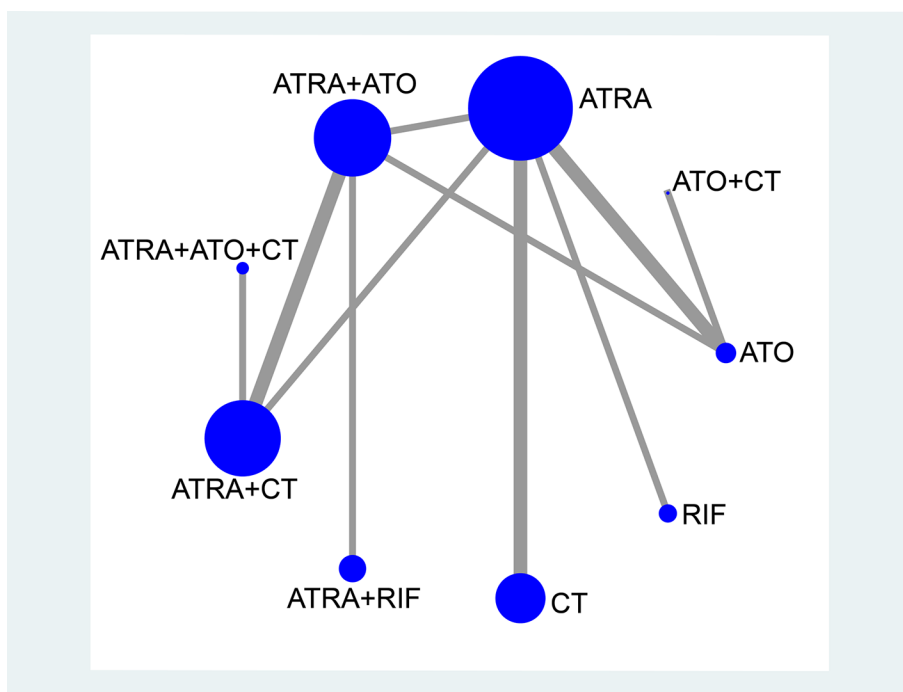 ATRA+ATO
ATRA
ATO+CT
ATRA+ATO+CT
ATO
ATRA+CT
RIF
ATRA+RIF
CT